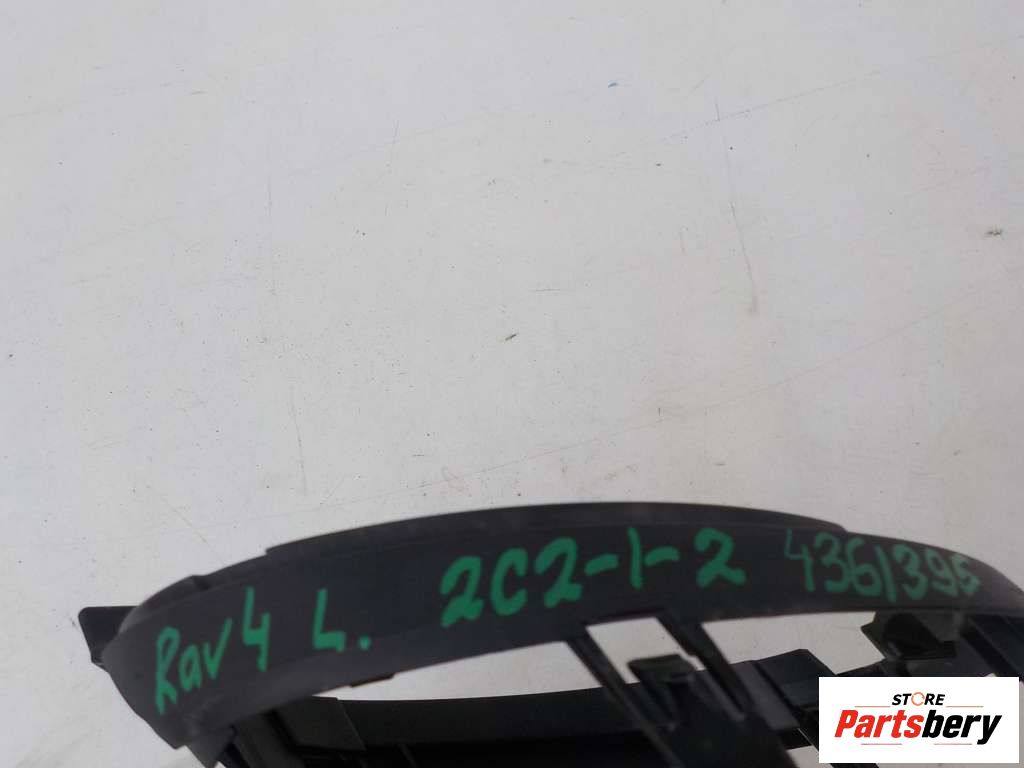 Rav4 L. 2C2-1-2 4361395
STORE
Partsbery